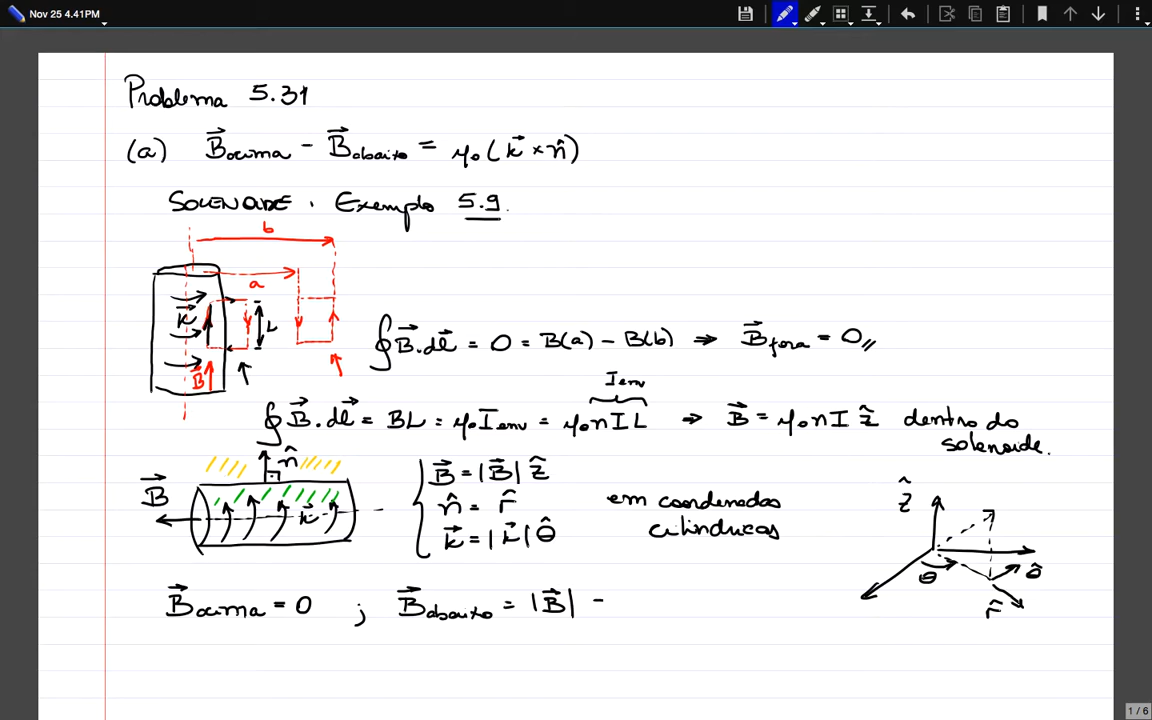 Nov 25 4.41PM
Problema 5.31
(a) B⃗acima - B⃗abaixo = μ₀(k⃗ × n̂)
SOLENOIDE. Exemplo 5.9.
b
a
k⃗
L
B⃗
∮ B⃗.dl⃗ = 0 = B(a) - B(b) ⇒ B⃗fora = 0 //
Ienv
∮ B⃗.dl⃗ = BL = μ₀Ienv = μ₀nIL ⇒ B⃗ = μ₀nI ẑ dentro do
solenoide.
n̂
B⃗
k⃗
B⃗ = |B⃗| ẑ
n̂ = r̂
k⃗ = |k⃗| θ̂
em coordenadas
cilíndricas
ẑ
θ
θ̂
r̂
B⃗acima = 0 ; B⃗abaixo = |B⃗| -
1 / 6